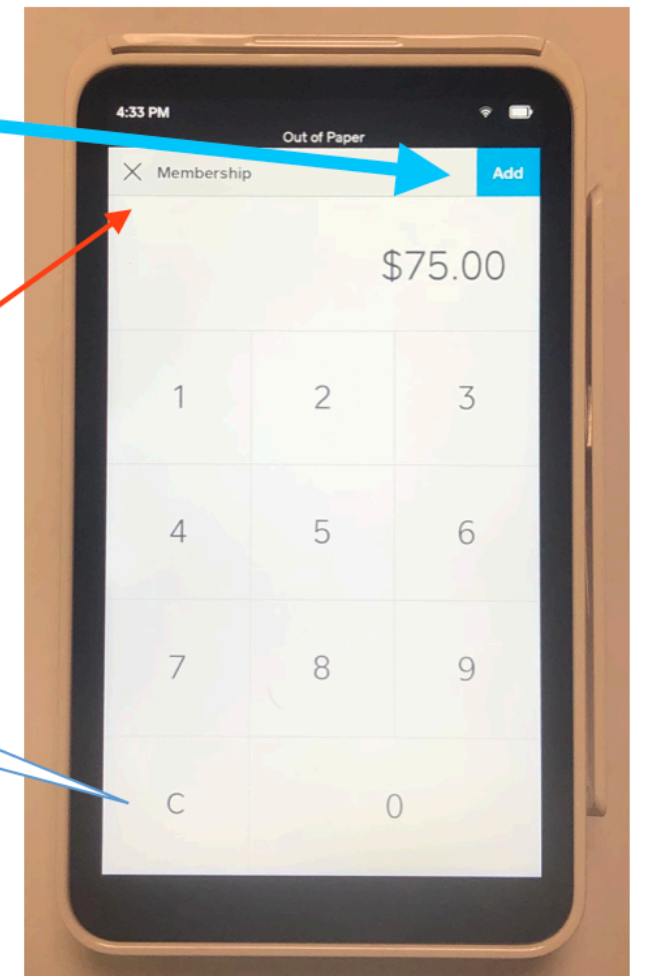 4:33 PM
Out of Paper
Membership Add
$75.00
1 2 3
4 5 6
7 8 9
C 0